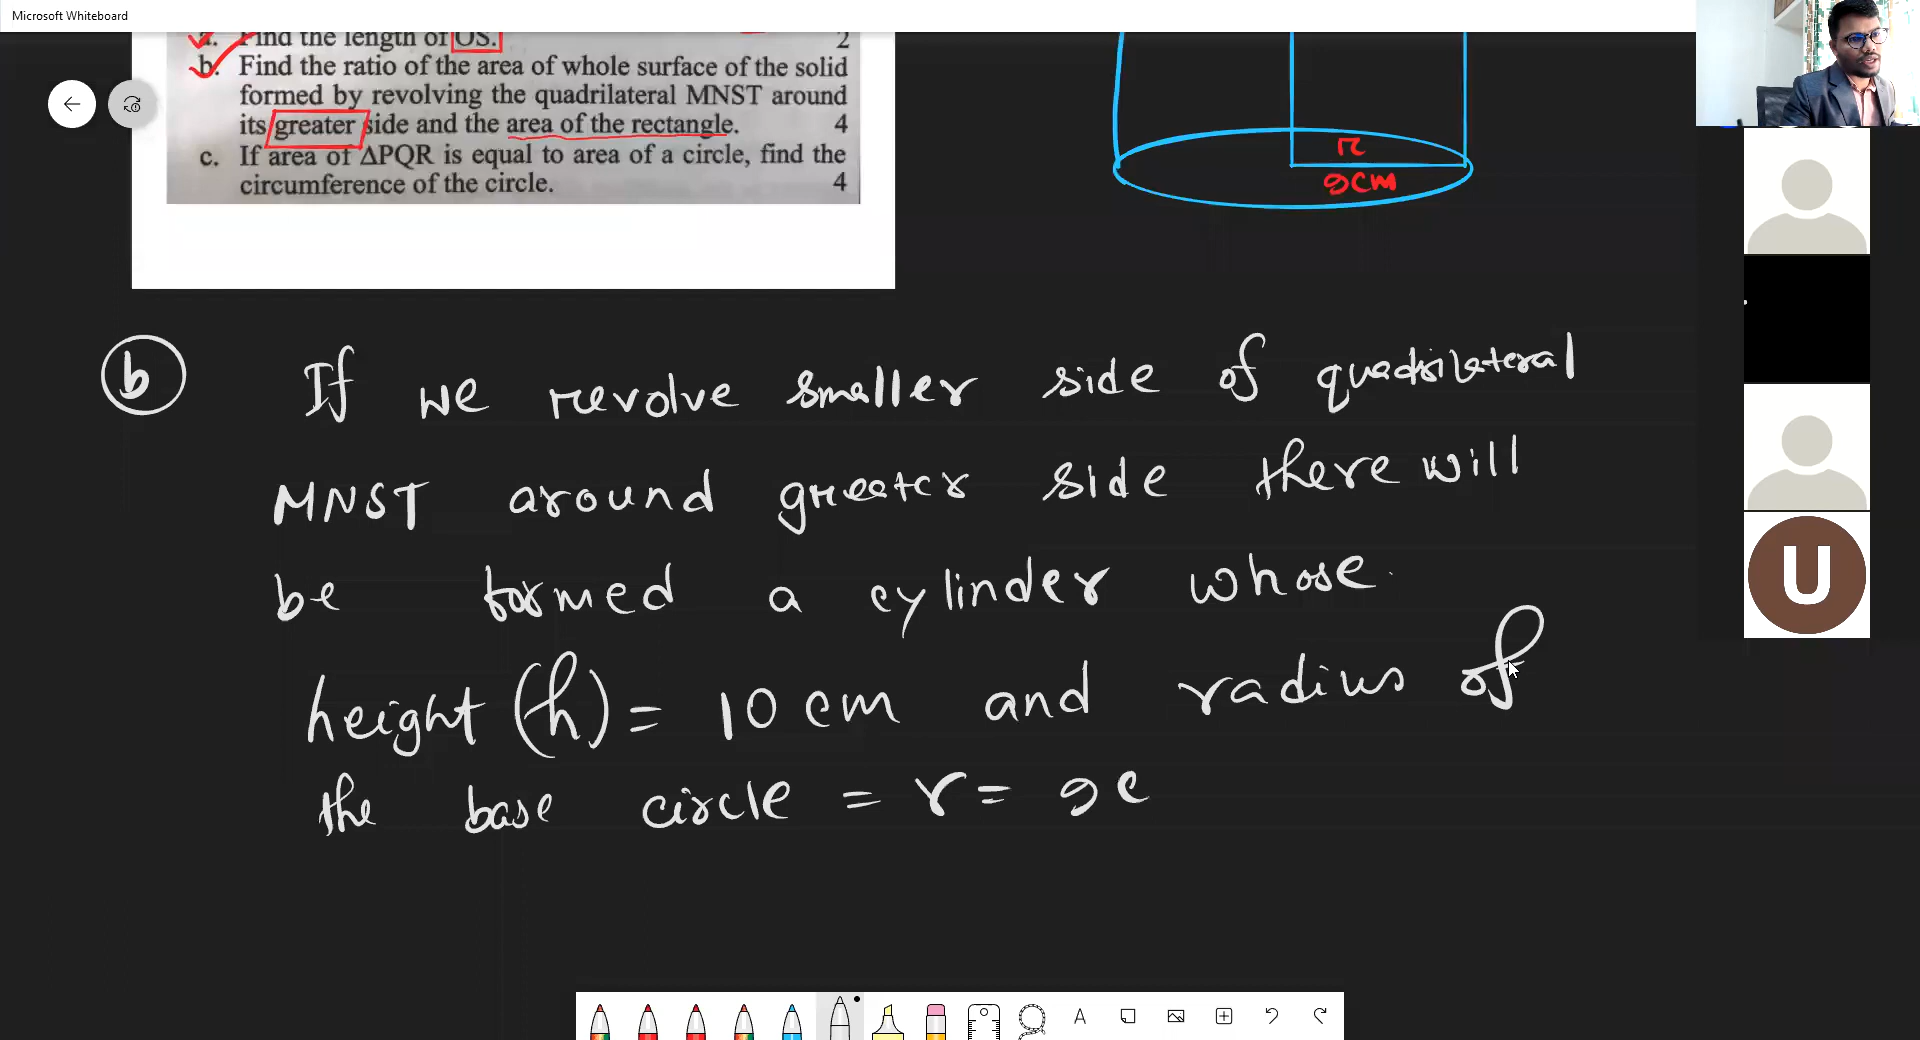 Microsoft Whiteboard
a. Find the length of OS. 2
b. Find the ratio of the area of whole surface of the solid
formed by revolving the quadrilateral MNST around
its greater side and the area of the rectangle. 4
c. If area of ΔPQR is equal to area of a circle, find the
circumference of the circle. 4
r
9cm
b
If we revolve smaller side of quadrilateral
MNST around greater side there will
be formed a cylinder whose
height (h) = 10 cm and radius of
the base circle = r = 9c
U
A